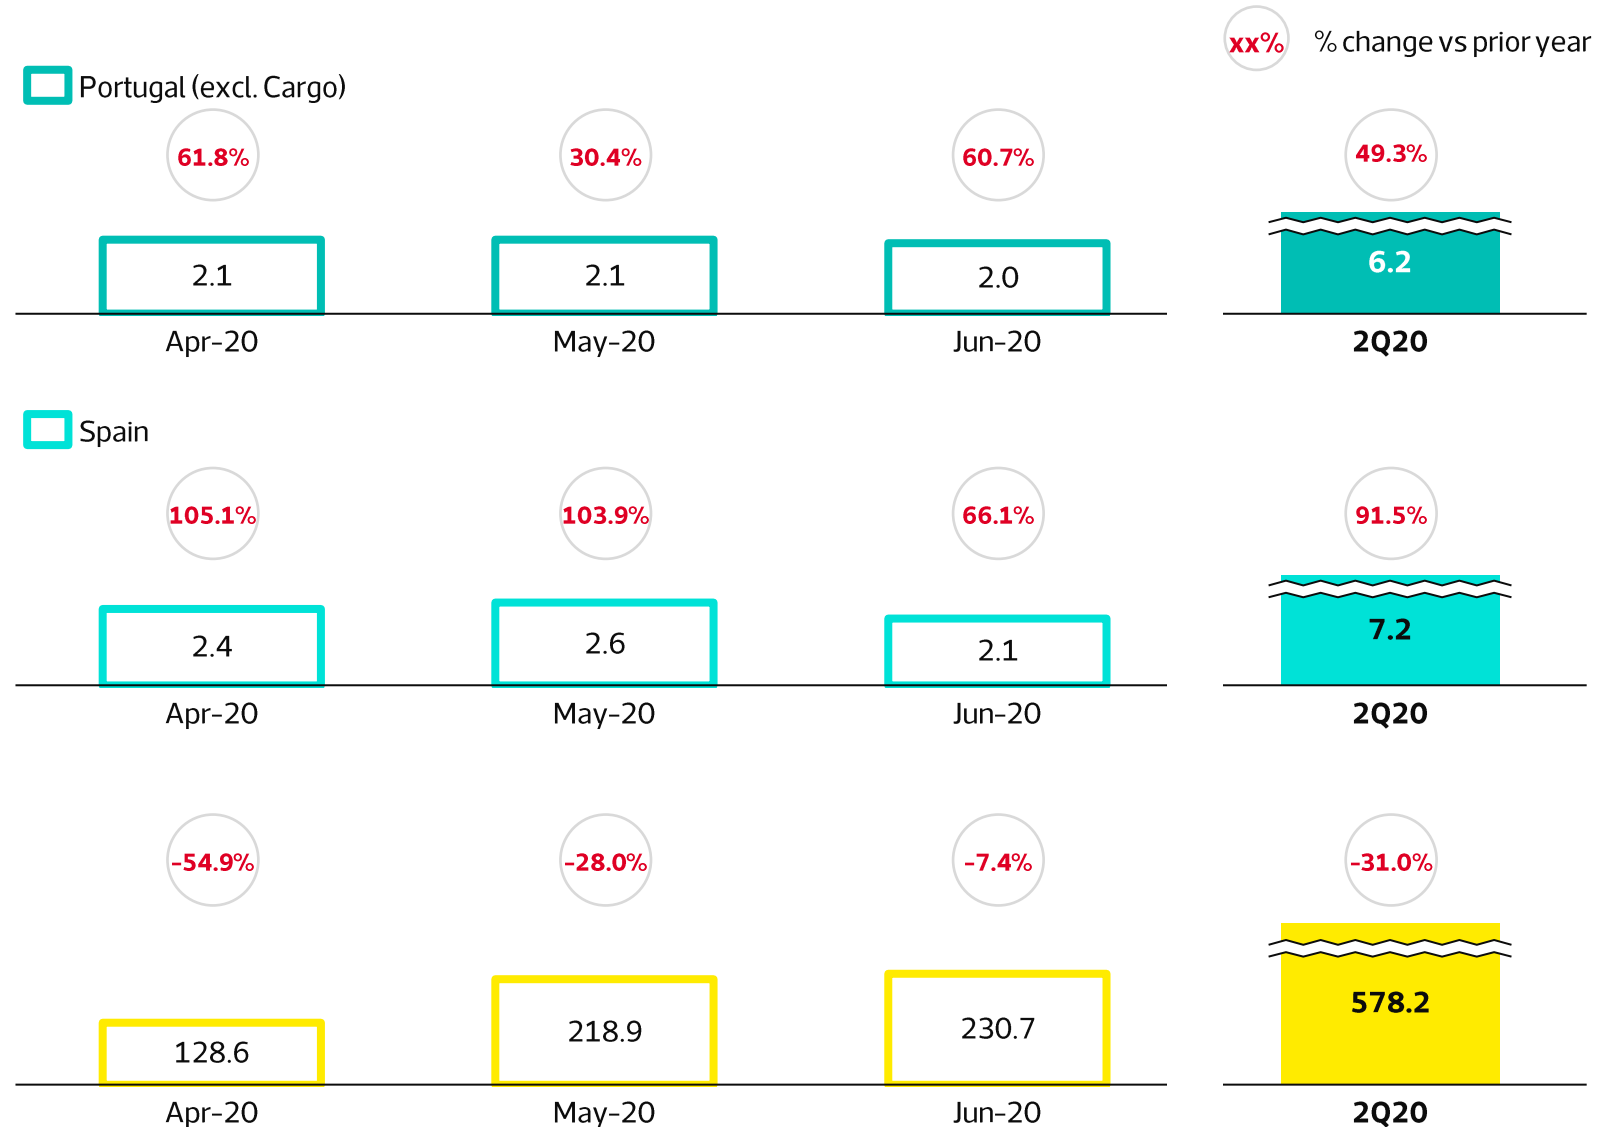 xx% % change vs prior year
Portugal (excl. Cargo)
61.8% 30.4% 60.7% 49.3%
2.1 2.1 2.0 6.2
Apr-20 May-20 Jun-20 2Q20
Spain
105.1% 103.9% 66.1% 91.5%
2.4 2.6 2.1 7.2
Apr-20 May-20 Jun-20 2Q20
-54.9% -28.0% -7.4% -31.0%
128.6 218.9 230.7 578.2
Apr-20 May-20 Jun-20 2Q20